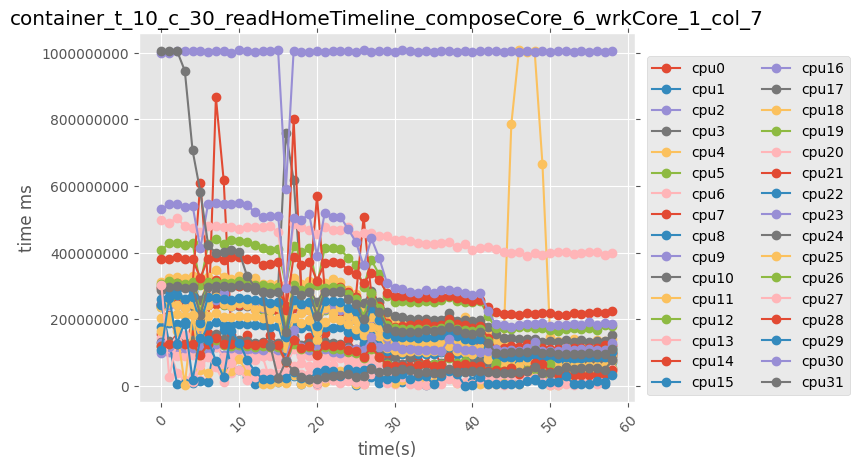 container_t_10_c_30_readHomeTimeline_composeCore_6_wrkCore_1_col_7
time ms
1000000000
800000000
600000000
400000000
200000000
0
0
10
20
30
40
50
60
time(s)
cpu0
cpu1
cpu2
cpu3
cpu4
cpu5
cpu6
cpu7
cpu8
cpu9
cpu10
cpu11
cpu12
cpu13
cpu14
cpu15
cpu16
cpu17
cpu18
cpu19
cpu20
cpu21
cpu22
cpu23
cpu24
cpu25
cpu26
cpu27
cpu28
cpu29
cpu30
cpu31